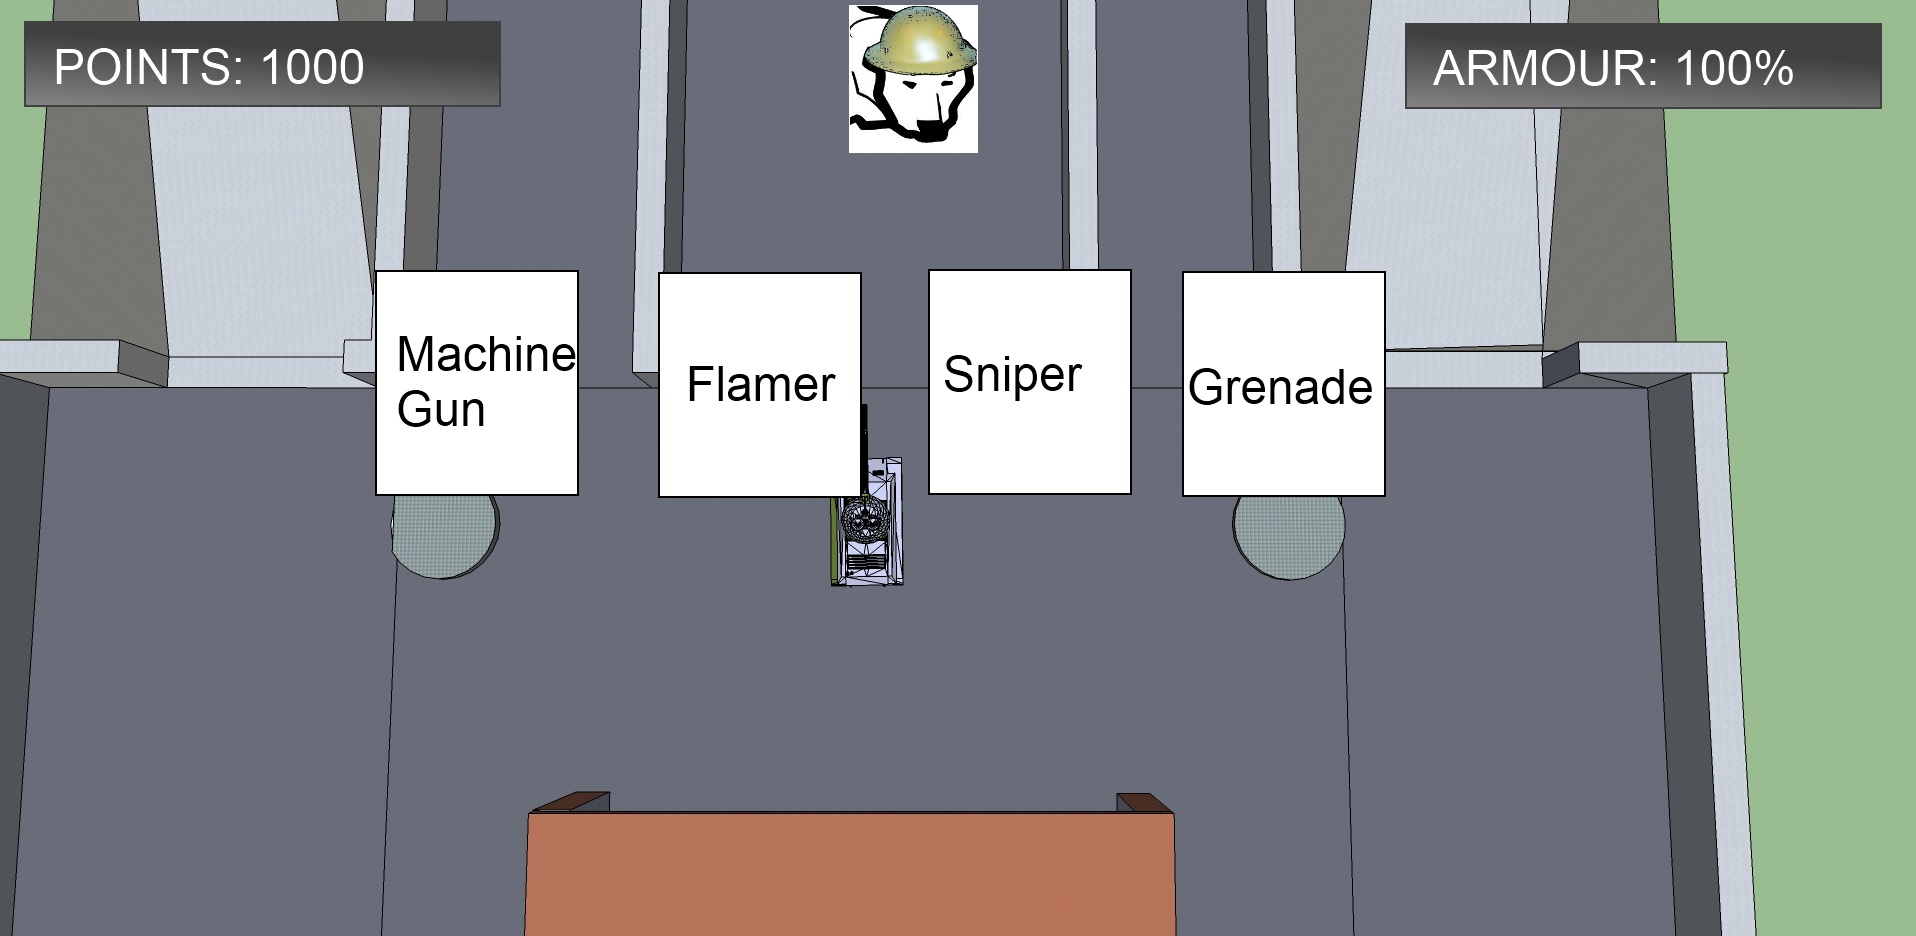 POINTS: 1000
ARMOUR: 100%
Machine
Gun
Flamer
Sniper
Grenade